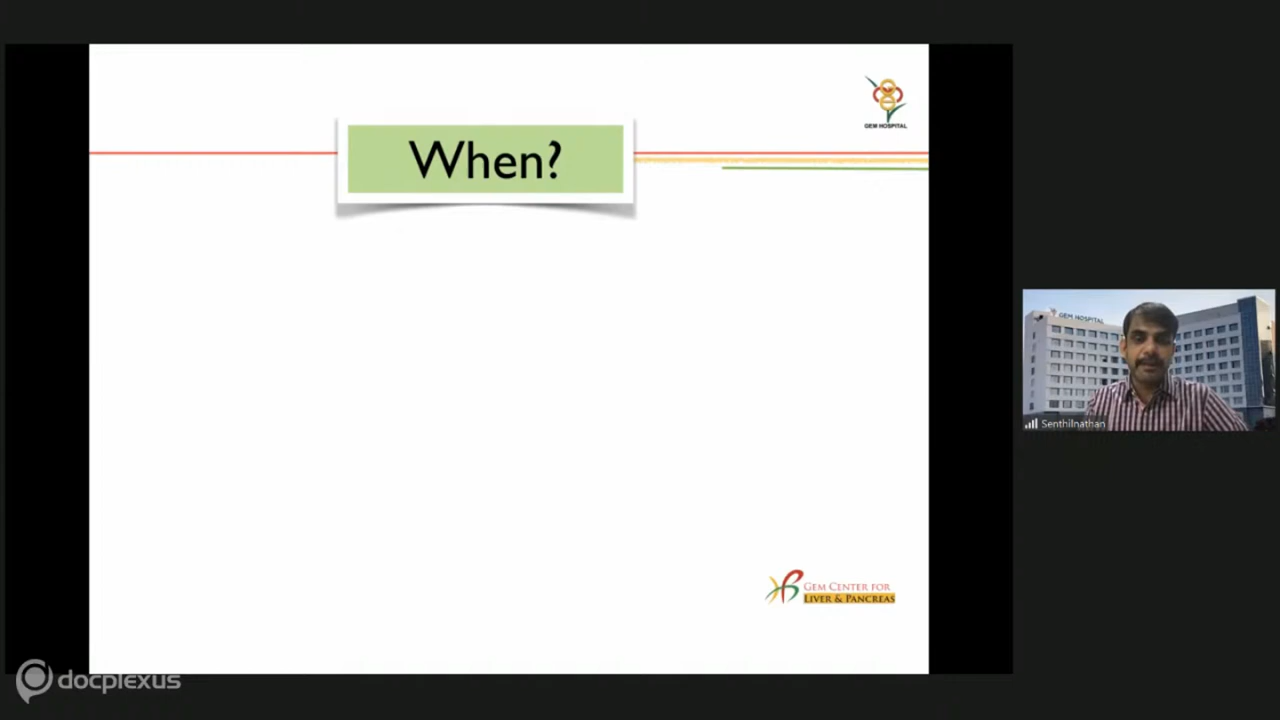 When?
GEM HOSPITAL
GEM HOSPITAL
Senthilnathan
GEM CENTER FOR
LIVER & PANCREAS
docplexus